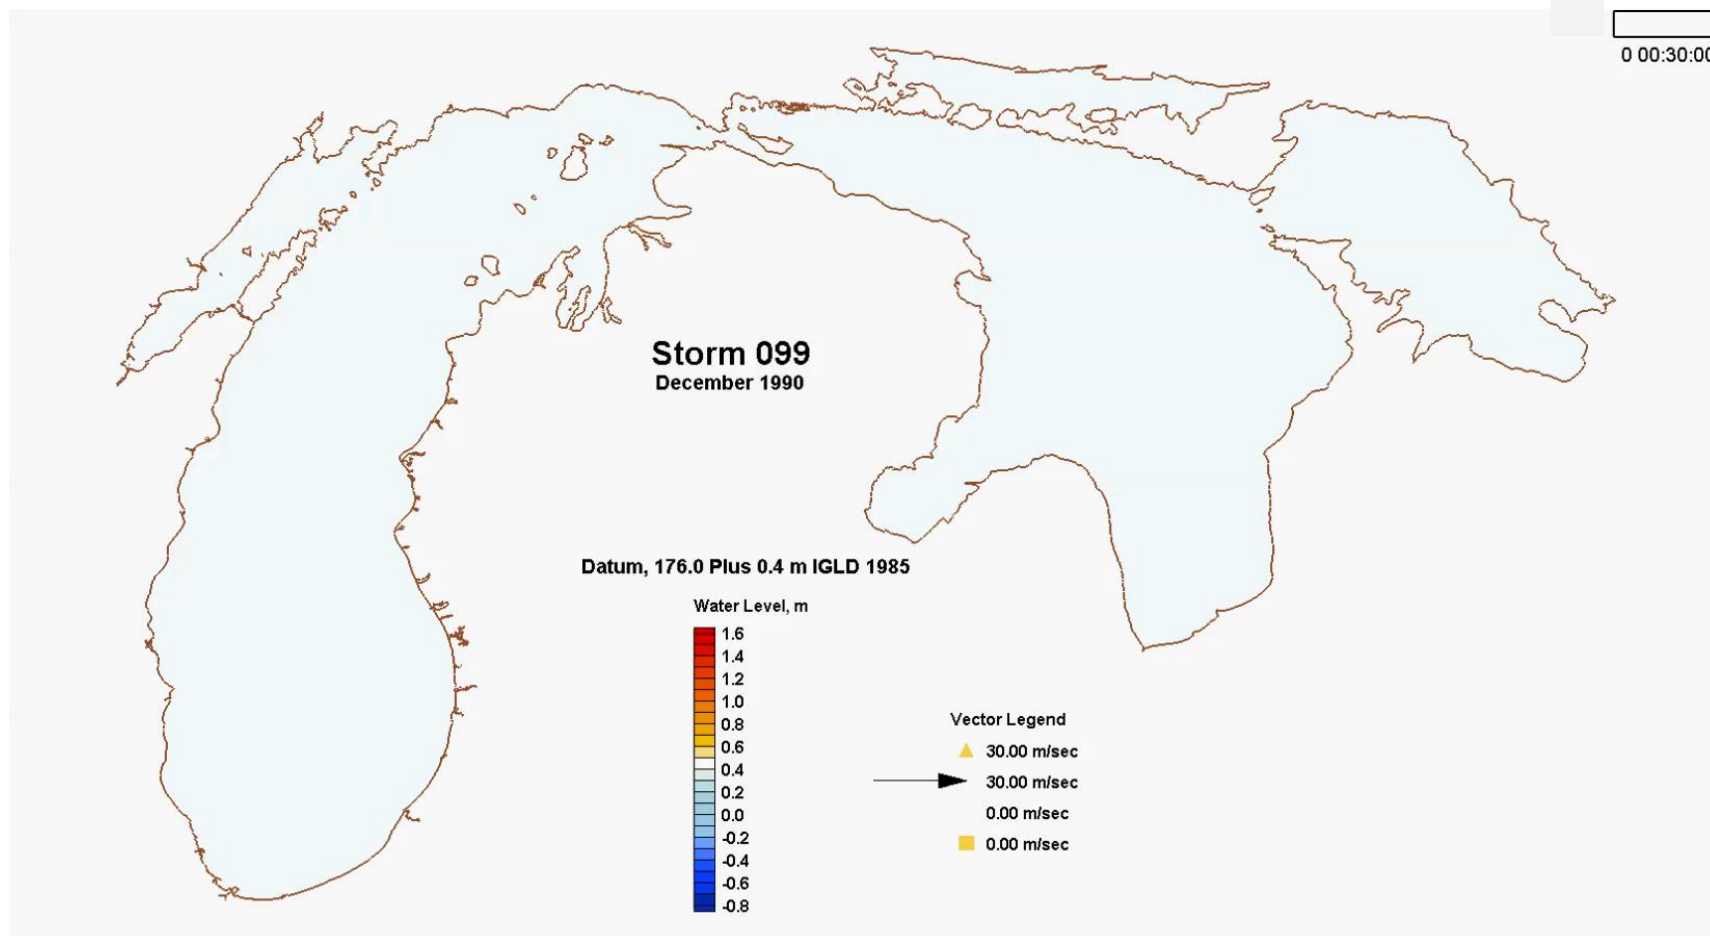 0 00:30:00
Storm 099
December 1990
Datum, 176.0 Plus 0.4 m IGLD 1985
Water Level, m
1.6
1.4
1.2
1.0
0.8
0.6
0.4
0.2
0.0
-0.2
-0.4
-0.6
-0.8
Vector Legend
30.00 m/sec
30.00 m/sec
0.00 m/sec
0.00 m/sec